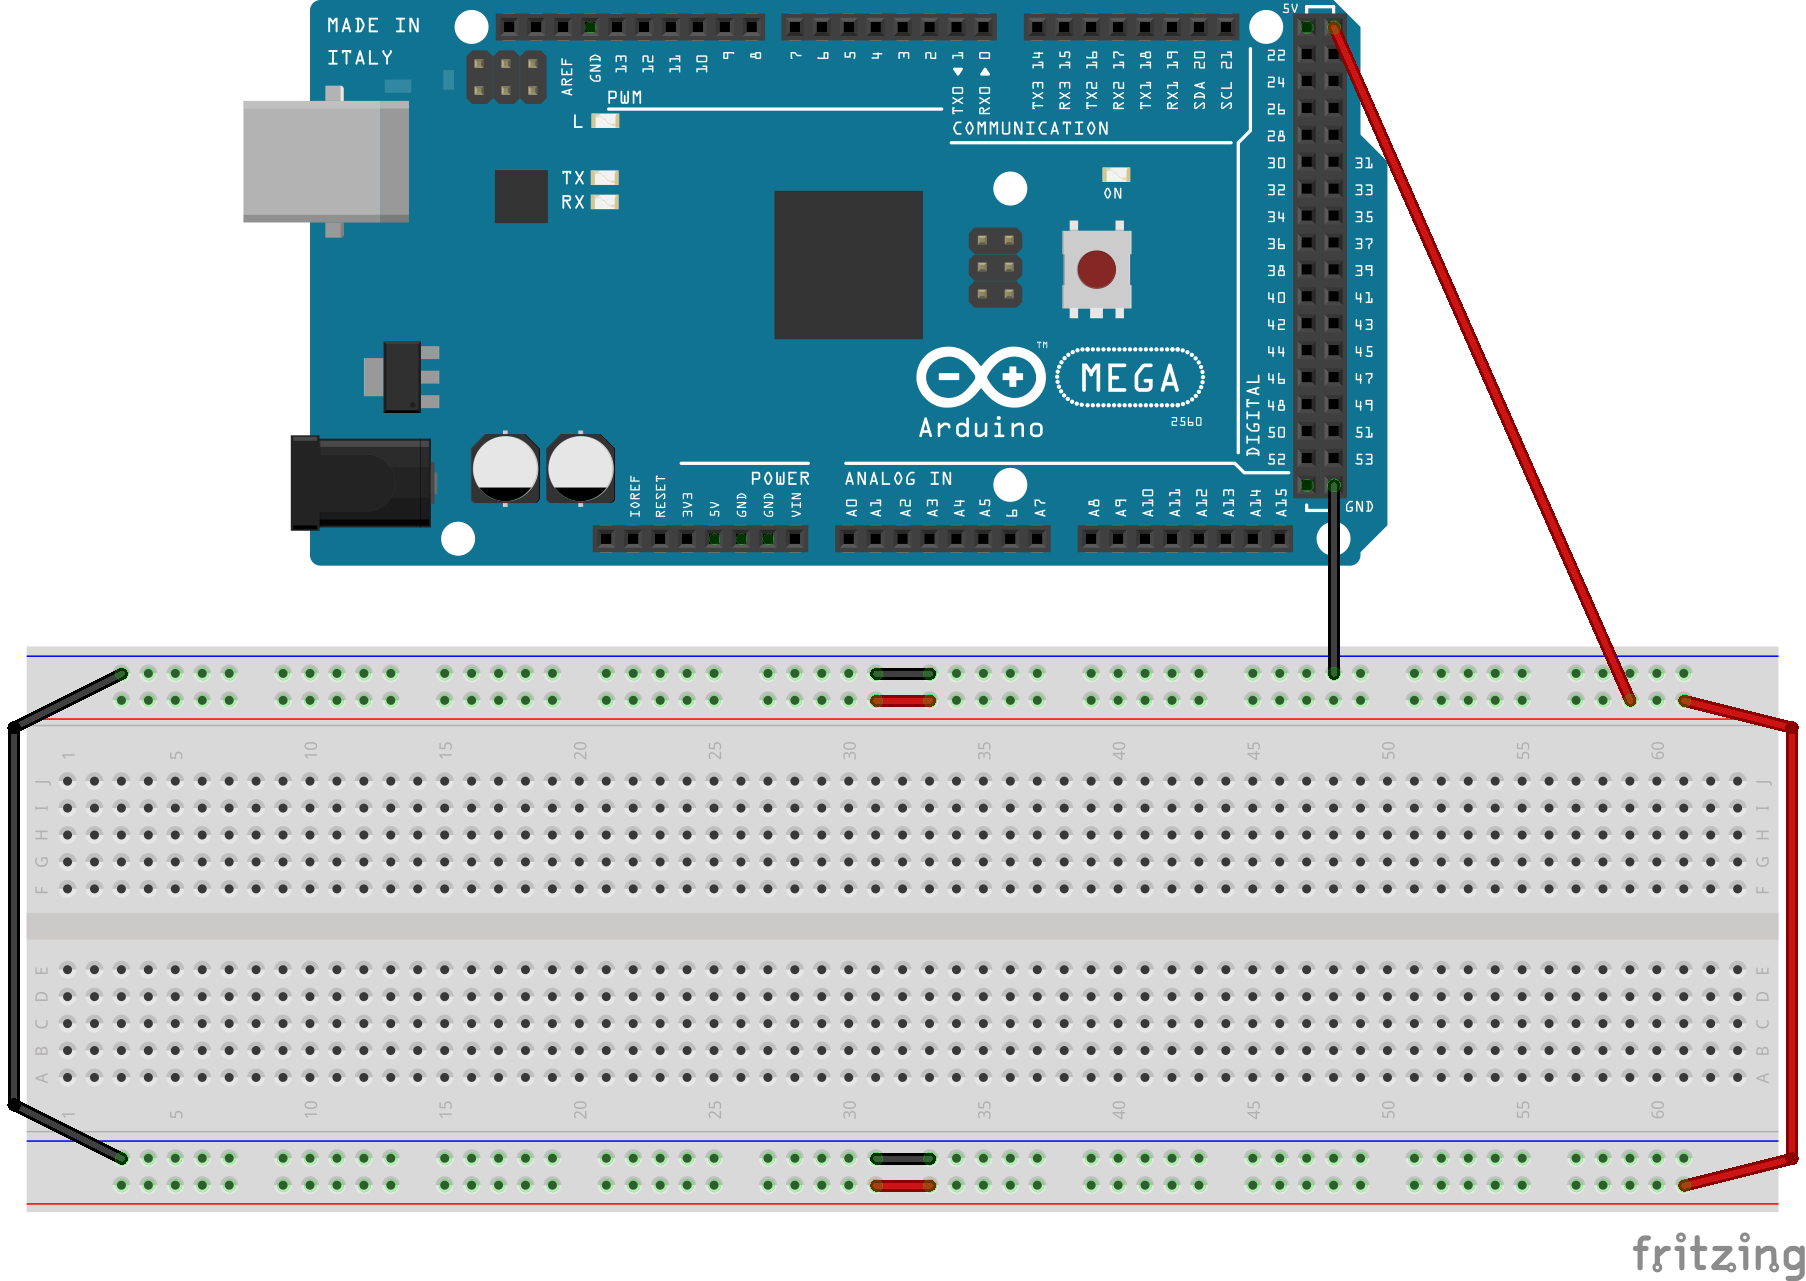 MADE IN
ITALY
AREF
GND
13
12
11
10
9
8
7
6
5
4
3
2
TX0 ◄ 1
RX0 ► 0
TX3 14
RX3 15
TX2 16
RX2 17
TX1 18
RX1 19
SDA 20
SCL 21
5V
PWM
COMMUNICATION
L
TX
RX
ON
22
24
26
28
30 31
32 33
34 35
36 37
38 39
40 41
42 43
44 45
46 47
48 49
50 51
52 53
GND
DIGITAL
TM
MEGA
2560
Arduino
POWER
ANALOG IN
IOREF
RESET
3V3
5V
GND
GND
VIN
A0
A1
A2
A3
A4
A5
6
A7
A8
A9
A10
A11
A12
A13
A14
A15
1 5 10 15 20 25 30 35 40 45 50 55 60
J J
I I
H H
G G
F F
E E
D D
C C
B B
A A
1 5 10 15 20 25 30 35 40 45 50 55 60
fritzing